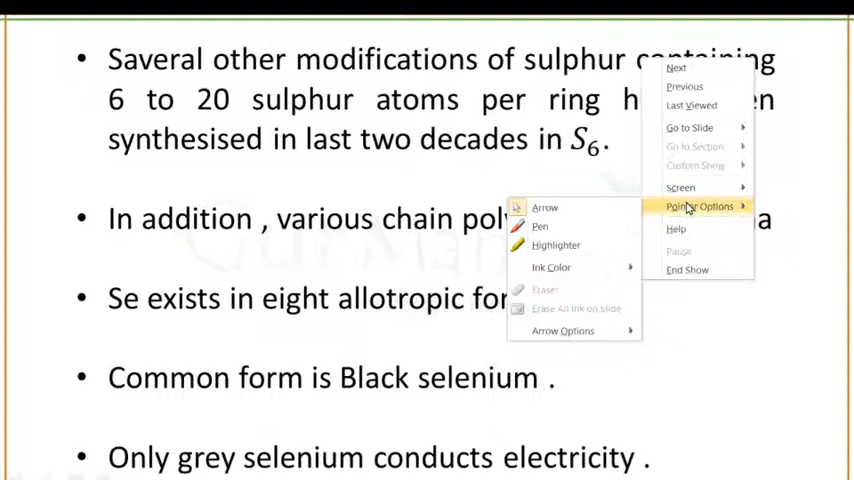 • Saveral other modifications of sulphur containing
6 to 20 sulphur atoms per ring h en
synthesised in last two decades in S₆.
• In addition , various chain pol a
• Se exists in eight allotropic for
• Common form is Black selenium .
• Only grey selenium conducts electricity .
Next
Previous
Last Viewed
Go to Slide
Go to Section
Custom Show
Screen
Pointer Options
Help
Pause
End Show
Arrow
Pen
Highlighter
Ink Color
Eraser
Erase All Ink on Slide
Arrow Options